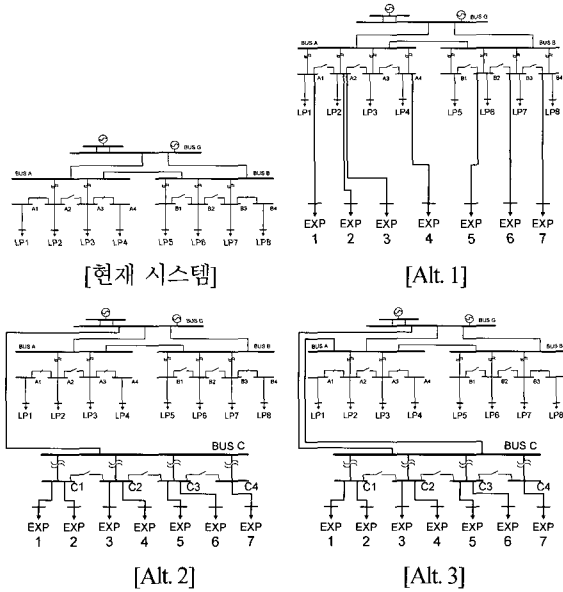 BUS G
BUS A BUS B
A1 A2 A3 A4 B1 B2 B3 B4
LP1 LP2 LP3 LP4 LP5 LP6 LP7 LP8
[현재 시스템]
BUS G
BUS A BUS B
A1 A2 A3 A4 B1 B2 B3 B4
LP1 LP2 LP3 LP4 LP5 LP6 LP7 LP8
EXP EXP EXP EXP EXP EXP EXP
1 2 3 4 5 6 7
[Alt. 1]
BUS G
BUS A BUS B
A1 A2 A3 A4 B1 B2 B3 B4
LP1 LP2 LP3 LP4 LP5 LP6 LP7 LP8
BUS C
C1 C2 C3 C4
EXP EXP EXP EXP EXP EXP EXP
1 2 3 4 5 6 7
[Alt. 2]
BUS G
BUS A BUS B
A1 A2 A3 A4 B1 B2 B3
LP1 LP2 LP3 LP4 LP5 LP6 LP7 LP8
BUS C
C1 C2 C3 C4
EXP EXP EXP EXP EXP EXP EXP
1 2 3 4 5 6 7
[Alt. 3]